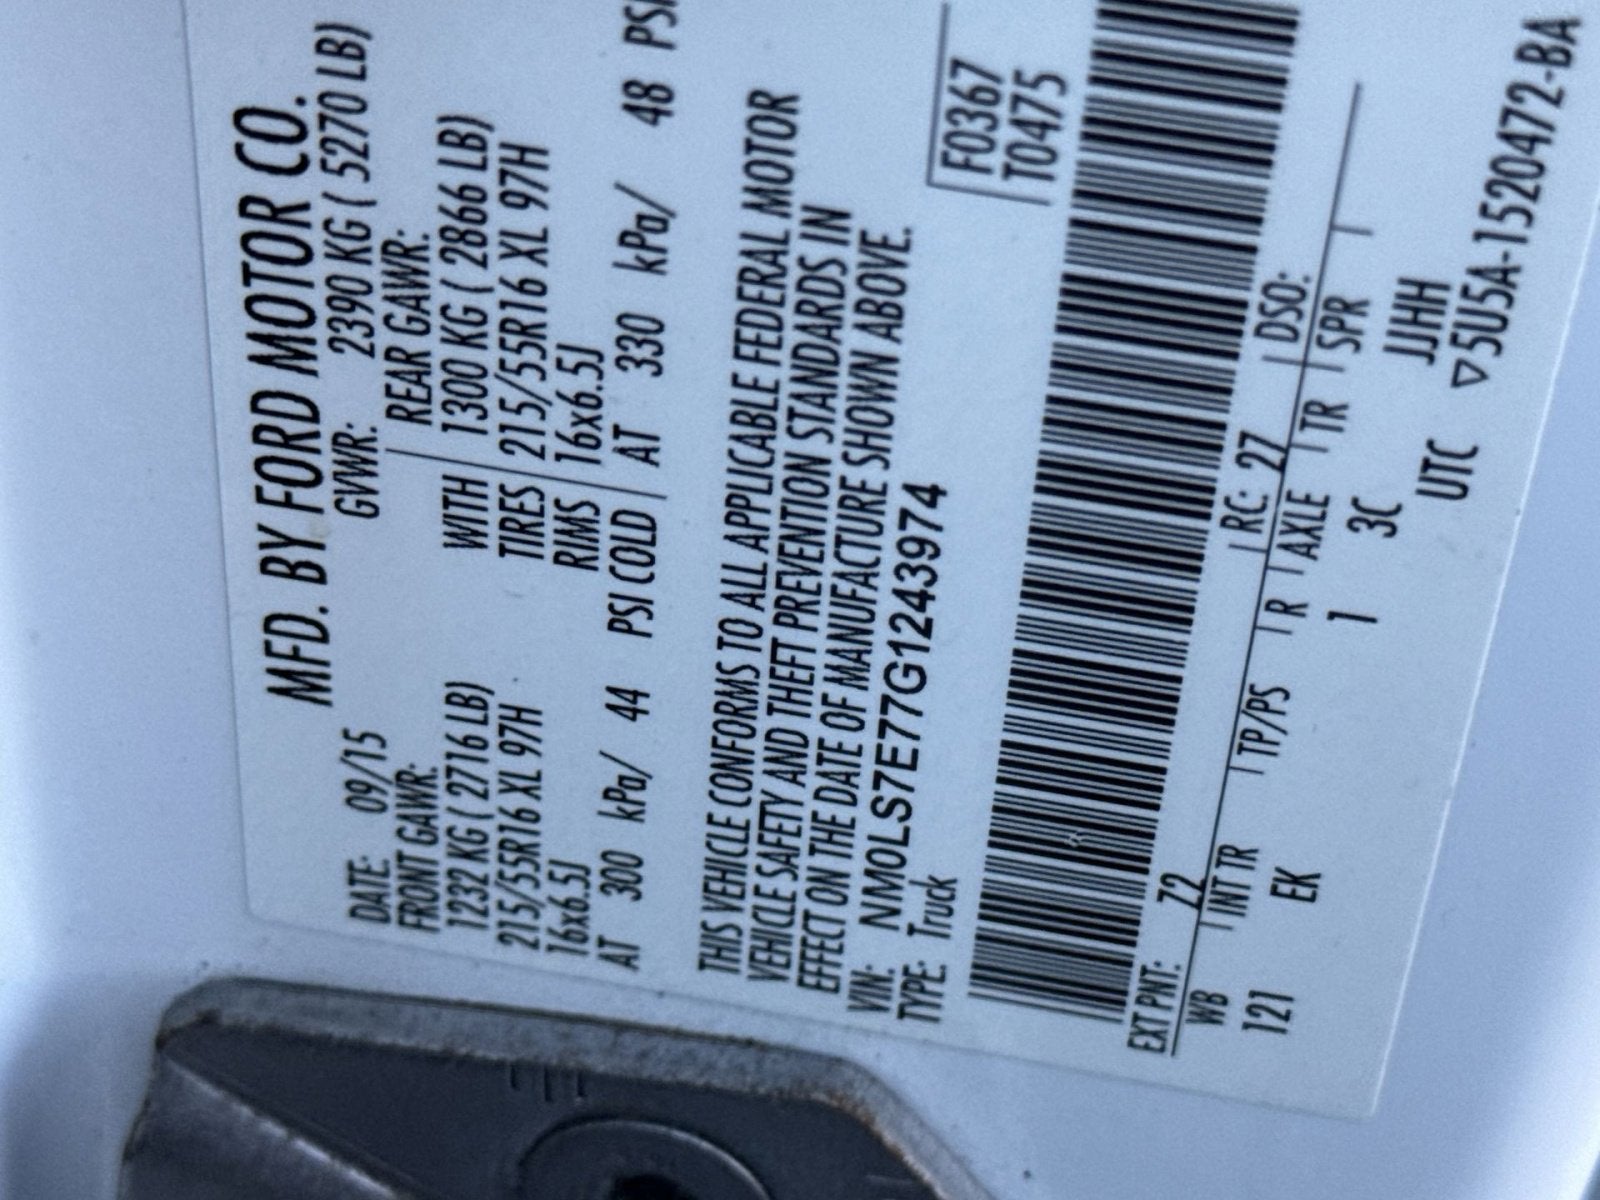 MFD. BY FORD MOTOR CO.
DATE: 09/15 GVWR: 2390 KG ( 5270 LB)
FRONT GAWR: REAR GAWR:
1232 KG ( 2716 LB) WITH 1300 KG ( 2866 LB)
215/55R16 XL 97H TIRES 215/55R16 XL 97H
16x6.5J RIMS 16x6.5J
AT 300 kPa/ 44 PSI COLD AT 330 kPa/ 48 PSI
THIS VEHICLE CONFORMS TO ALL APPLICABLE FEDERAL MOTOR
VEHICLE SAFETY AND THEFT PREVENTION STANDARDS IN
EFFECT ON THE DATE OF MANUFACTURE SHOWN ABOVE.
VIN: NM0LS7E77G1243974
TYPE: Truck
F0367
T0475
EXT PNT: Z2 RC: 27 DSO:
WB INT TR TP/PS R AXLE TR SPR
121 EK 1 3C JJHH
UTC ▽5U5A-1520472-BA